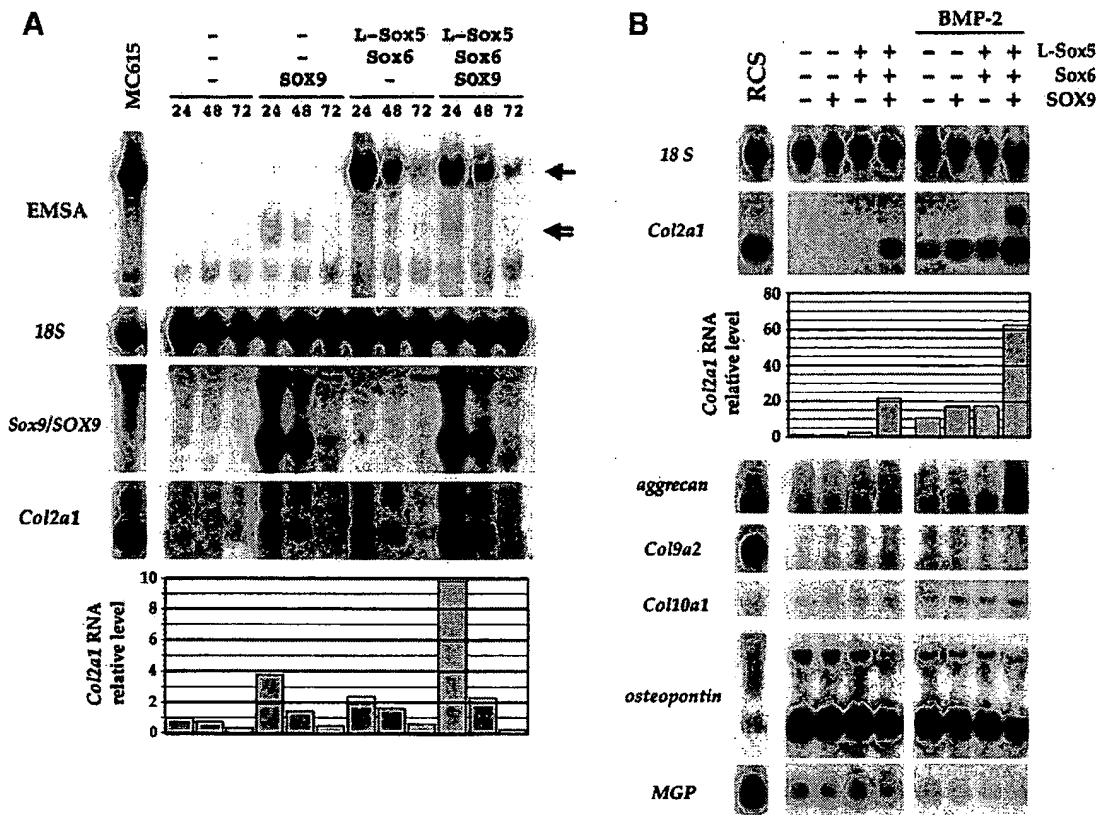 A
MC615
- - L-Sox5 L-Sox5
- - Sox6 Sox6
- SOX9 - SOX9
24 48 72 24 48 72 24 48 72 24 48 72
EMSA
18S
Sox9/SOX9
Col2a1
Col2a1 RNA
relative level
10
8
6
4
2
0
B
BMP-2
RCS
- - + + - - + + L-Sox5
- - + + - - + + Sox6
- + - + - + - + SOX9
18 S
Col2a1
Col2a1 RNA
relative level
80
60
40
20
0
aggrecan
Col9a2
Col10a1
osteopontin
MGP